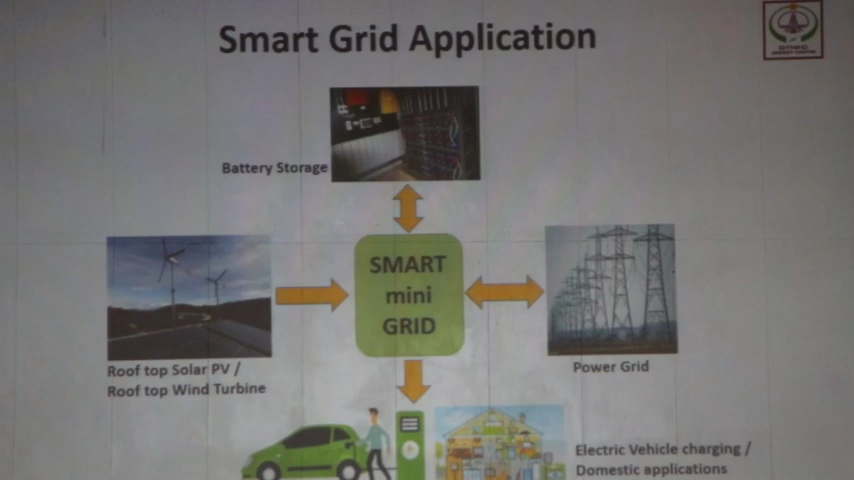 Smart Grid Application
Battery Storage
SMART
mini
GRID
Roof top Solar PV /
Roof top Wind Turbine
Power Grid
Electric Vehicle charging /
Domestic applications